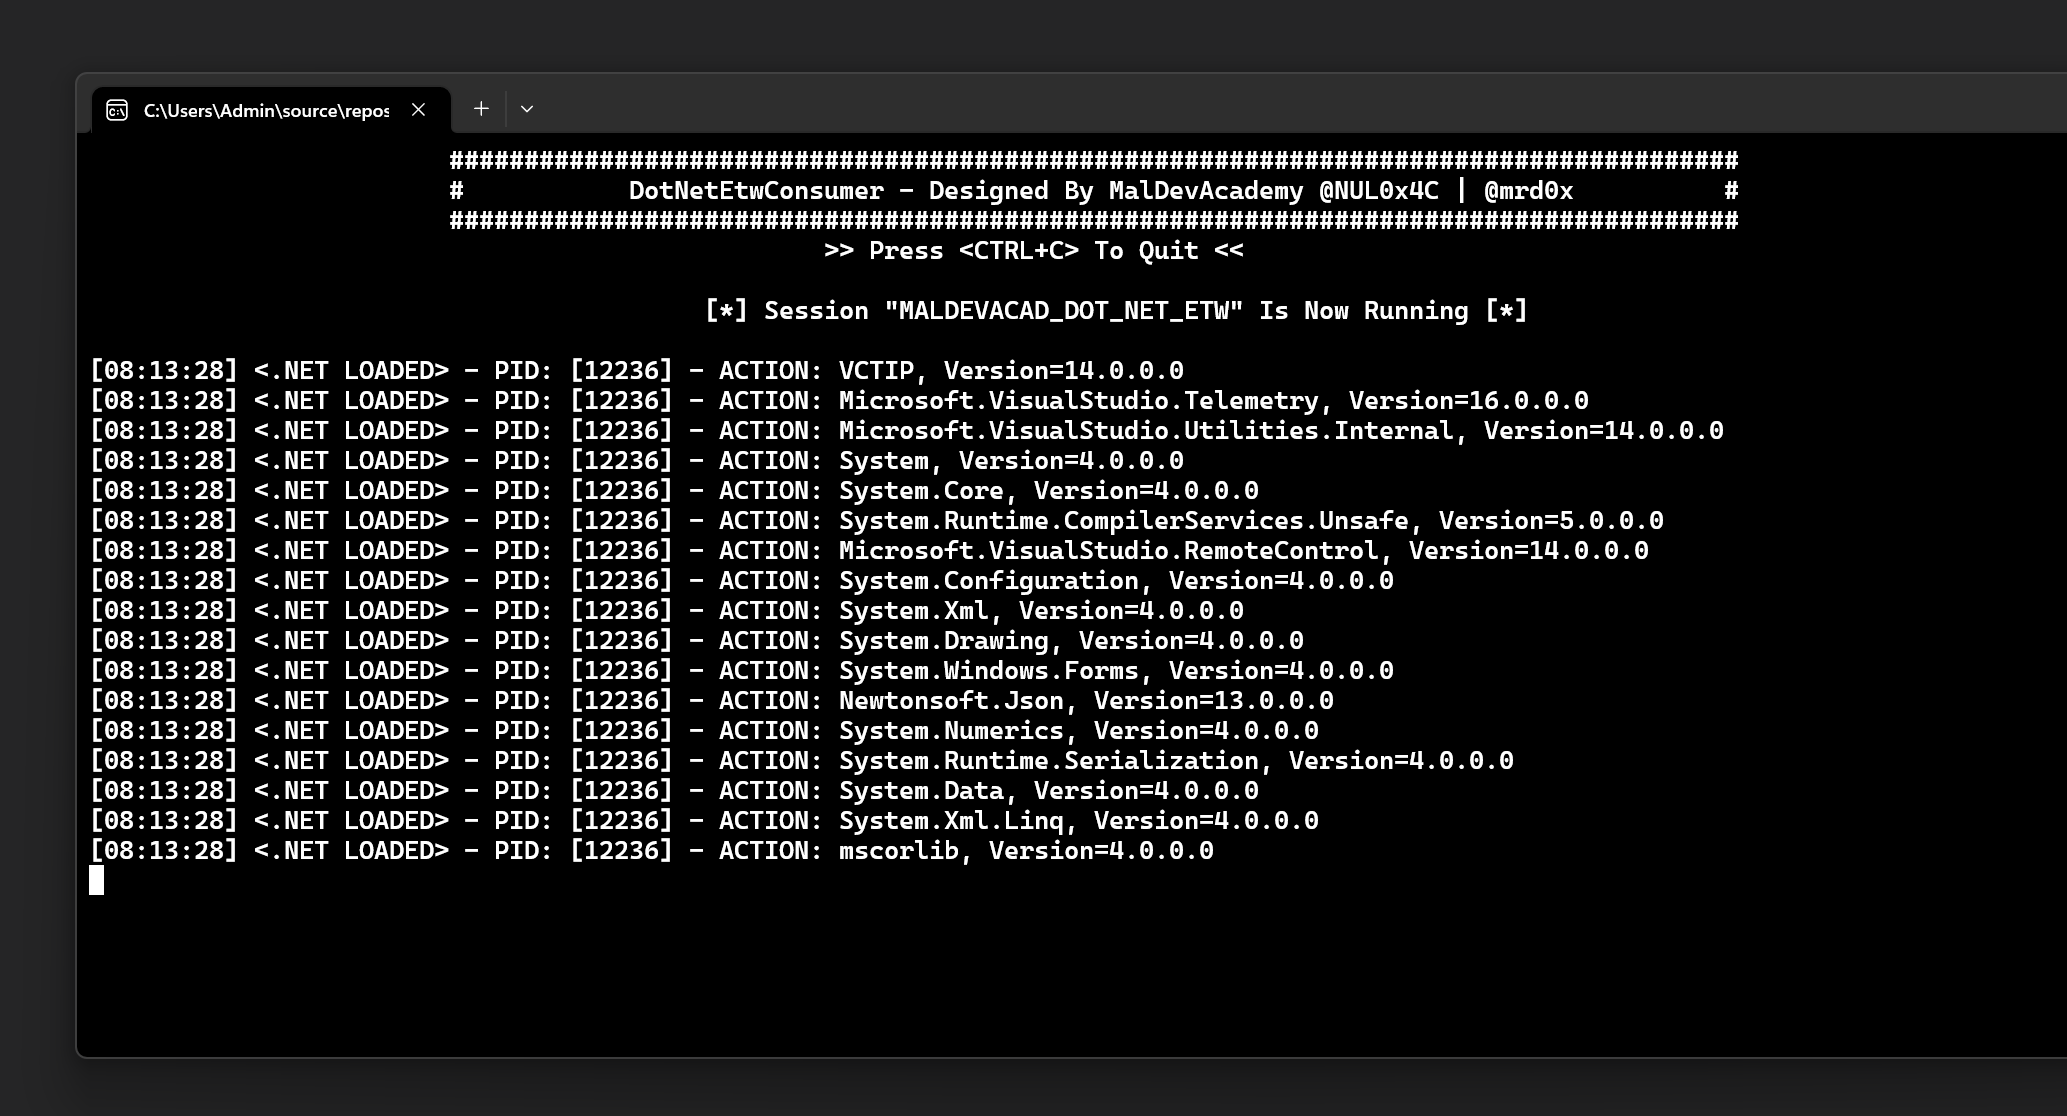 C:\Users\Admin\source\repos
######################################################################################
# DotNetEtwConsumer - Designed By MalDevAcademy @NUL0x4C | @mrd0x #
######################################################################################
>> Press <CTRL+C> To Quit <<
[*] Session "MALDEVACAD_DOT_NET_ETW" Is Now Running [*]
[08:13:28] <.NET LOADED> - PID: [12236] - ACTION: VCTIP, Version=14.0.0.0
[08:13:28] <.NET LOADED> - PID: [12236] - ACTION: Microsoft.VisualStudio.Telemetry, Version=16.0.0.0
[08:13:28] <.NET LOADED> - PID: [12236] - ACTION: Microsoft.VisualStudio.Utilities.Internal, Version=14.0.0.0
[08:13:28] <.NET LOADED> - PID: [12236] - ACTION: System, Version=4.0.0.0
[08:13:28] <.NET LOADED> - PID: [12236] - ACTION: System.Core, Version=4.0.0.0
[08:13:28] <.NET LOADED> - PID: [12236] - ACTION: System.Runtime.CompilerServices.Unsafe, Version=5.0.0.0
[08:13:28] <.NET LOADED> - PID: [12236] - ACTION: Microsoft.VisualStudio.RemoteControl, Version=14.0.0.0
[08:13:28] <.NET LOADED> - PID: [12236] - ACTION: System.Configuration, Version=4.0.0.0
[08:13:28] <.NET LOADED> - PID: [12236] - ACTION: System.Xml, Version=4.0.0.0
[08:13:28] <.NET LOADED> - PID: [12236] - ACTION: System.Drawing, Version=4.0.0.0
[08:13:28] <.NET LOADED> - PID: [12236] - ACTION: System.Windows.Forms, Version=4.0.0.0
[08:13:28] <.NET LOADED> - PID: [12236] - ACTION: Newtonsoft.Json, Version=13.0.0.0
[08:13:28] <.NET LOADED> - PID: [12236] - ACTION: System.Numerics, Version=4.0.0.0
[08:13:28] <.NET LOADED> - PID: [12236] - ACTION: System.Runtime.Serialization, Version=4.0.0.0
[08:13:28] <.NET LOADED> - PID: [12236] - ACTION: System.Data, Version=4.0.0.0
[08:13:28] <.NET LOADED> - PID: [12236] - ACTION: System.Xml.Linq, Version=4.0.0.0
[08:13:28] <.NET LOADED> - PID: [12236] - ACTION: mscorlib, Version=4.0.0.0